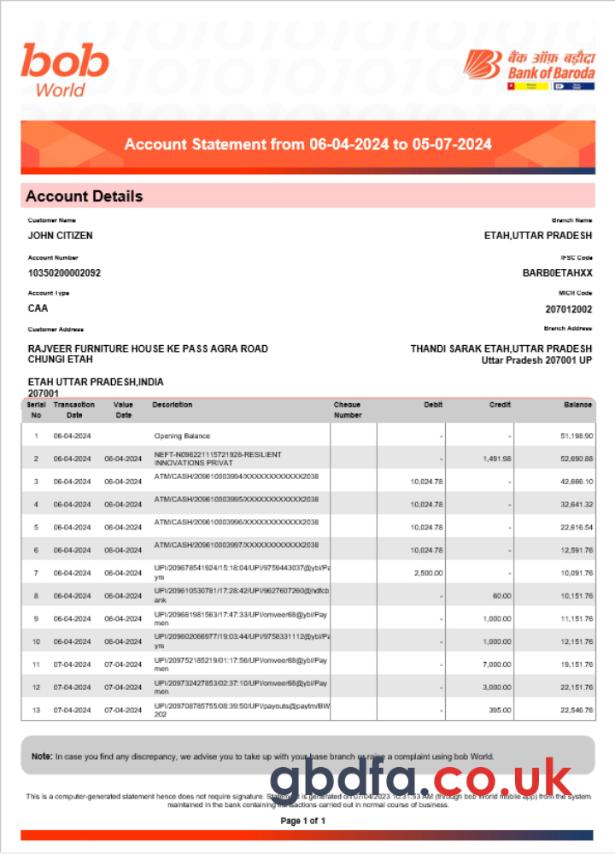 bob
World
बैंक ऑफ़ बड़ौदा
Bank of Baroda
Account Statement from 06-04-2024 to 05-07-2024
Account Details
Customer Name Branch Name
JOHN CITIZEN ETAH,UTTAR PRADESH
Account Number IFSC Code
10350200002092 BARB0ETAHXX
Account Type MICR Code
CAA 207012002
Customer Address Branch Address
RAJVEER FURNITURE HOUSE KE PASS AGRA ROAD THANDI SARAK ETAH,UTTAR PRADESH
CHUNGI ETAH Uttar Pradesh 207001 UP
ETAH UTTAR PRADESH,INDIA
207001
Serial Transaction Value Description Cheque Debit Credit Balance
No Date Date Number
1 06-04-2024 Opening Balance - - 51,198.90
2 06-04-2024 06-04-2024 NEFT-N096221115721928-RESILIENT - 1,491.98 52,690.88
INNOVATIONS PRIVAT
3 06-04-2024 06-04-2024 ATM/CASH/209610003994/XXXXXXXXXXXX2038 10,024.78 - 42,666.10
4 06-04-2024 06-04-2024 ATM/CASH/209610003995/XXXXXXXXXXXX2038 10,024.78 - 32,641.32
5 06-04-2024 06-04-2024 ATM/CASH/209610003996/XXXXXXXXXXXX2038 10,024.78 - 22,616.54
6 06-04-2024 06-04-2024 ATM/CASH/209610003997/XXXXXXXXXXXX2038 10,024.78 - 12,591.76
7 06-04-2024 06-04-2024 UPI/209678541924/15:18:04/UPI/9759443037@ybl/Pa 2,500.00 - 10,091.76
ym
8 06-04-2024 06-04-2024 UPI/209610530781/17:28:42/UPI/9627607260@hdfcb - 60.00 10,151.76
ank
9 06-04-2024 06-04-2024 UPI/209681981563/17:47:33/UPI/omveer68@ybl/Pay - 1,000.00 11,151.76
men
10 06-04-2024 06-04-2024 UPI/209602066977/19:03:44/UPI/9758331112@ybl/Pa - 1,000.00 12,151.76
ym
11 07-04-2024 07-04-2024 UPI/209752185219/01:17:56/UPI/omveer68@ybl/Pay - 7,000.00 19,151.76
men
12 07-04-2024 07-04-2024 UPI/209732427853/02:37:10/UPI/omveer68@ybl/Pay - 3,000.00 22,151.76
men
13 07-04-2024 07-04-2024 UPI/209708785755/08:39:50/UPI/payouts@paytm/BW - 395.00 22,546.76
202
Note: In case you find any discrepancy, we advise you to take up with your base branch or raise a complaint using bob World.
gbdfa.co.uk
This is a computer-generated statement hence does not require signature. Statement is generated on 07/04/2023 10:31:53 AM (through bob World mobile app) from the system
maintained in the bank containing transactions carried out in normal course of business.
Page 1 of 1